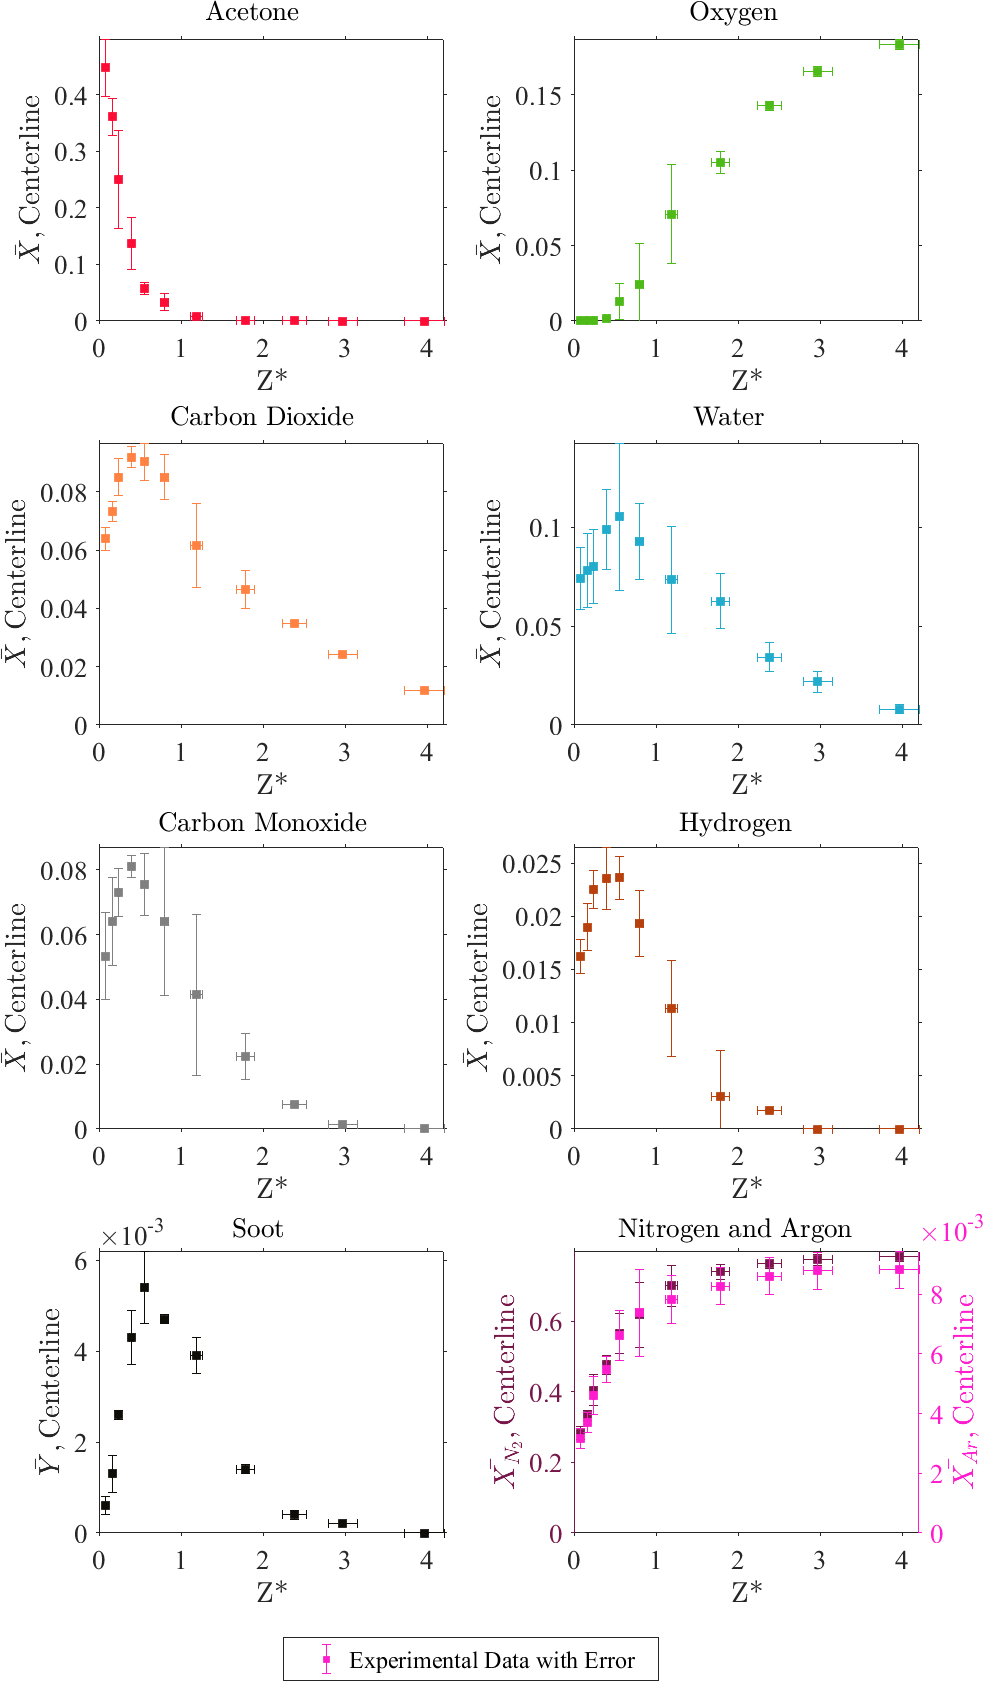 Acetone
X̄, Centerline
0.4
0.3
0.2
0.1
0
0 1 2 3 4
Z*
Oxygen
X̄, Centerline
0.15
0.1
0.05
0
0 1 2 3 4
Z*
Carbon Dioxide
X̄, Centerline
0.08
0.06
0.04
0.02
0
0 1 2 3 4
Z*
Water
X̄, Centerline
0.1
0.05
0
0 1 2 3 4
Z*
Carbon Monoxide
X̄, Centerline
0.08
0.06
0.04
0.02
0
0 1 2 3 4
Z*
Hydrogen
X̄, Centerline
0.025
0.02
0.015
0.01
0.005
0
0 1 2 3 4
Z*
Soot
×10⁻³
Ȳ, Centerline
6
4
2
0
0 1 2 3 4
Z*
Nitrogen and Argon
X̄_{N₂}, Centerline
0.6
0.4
0.2
0
0 1 2 3 4
Z*
×10⁻³
8
6
4
2
0
X̄_{Ar}, Centerline
Experimental Data with Error